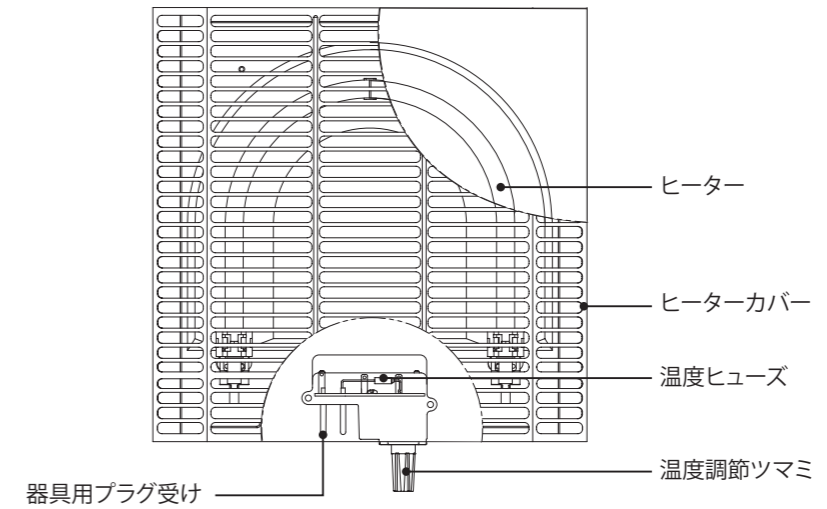 ヒーター
ヒーターカバー
温度ヒューズ
温度調節ツマミ
器具用プラグ受け